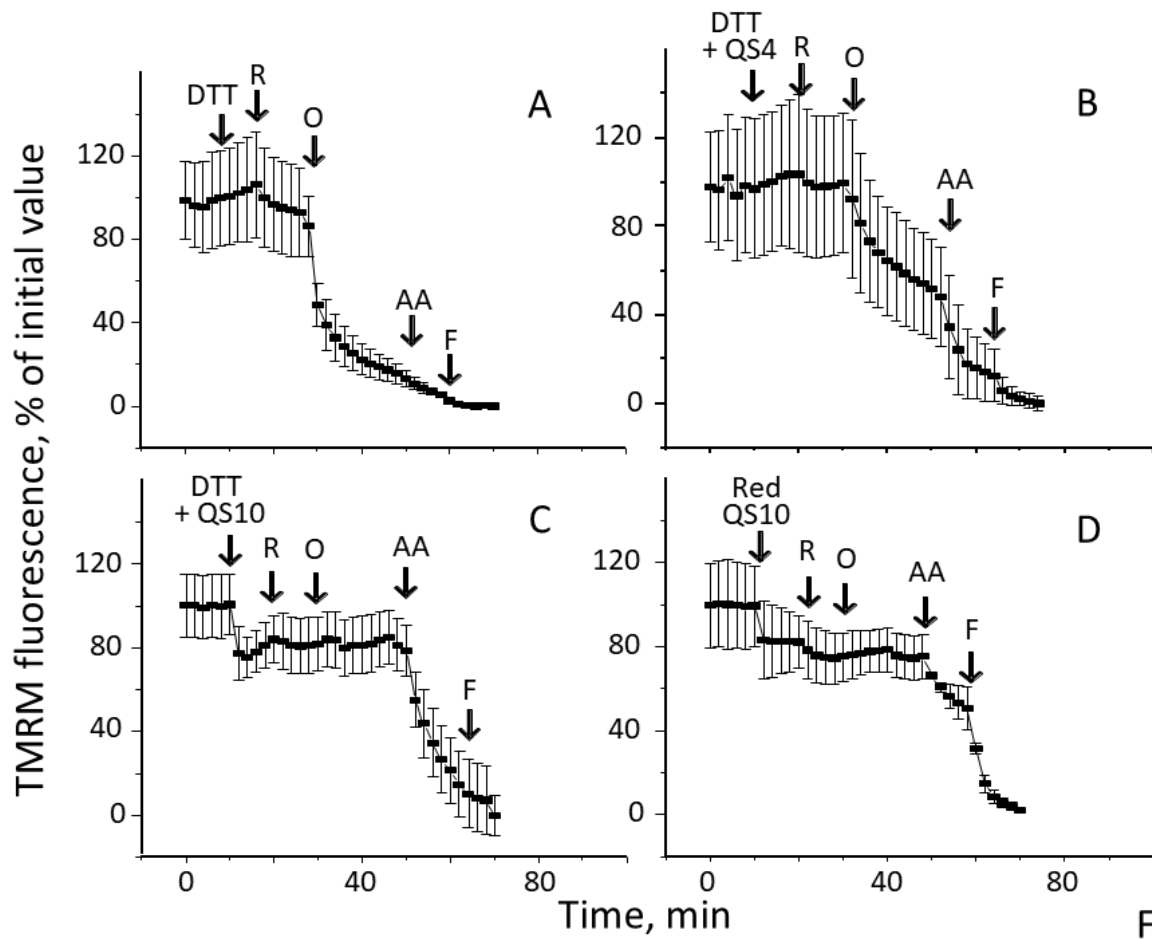 TMRM fluorescence, % of initial value
DTT
R
O
A
AA
F
120
80
40
0
DTT
+ QS4
R
O
B
AA
F
120
80
40
0
DTT
+ QS10
R
O
AA
C
F
120
80
40
0
0
40
80
Red
QS10
R
O
AA
D
F
120
80
40
0
0
40
80
Time, min
F